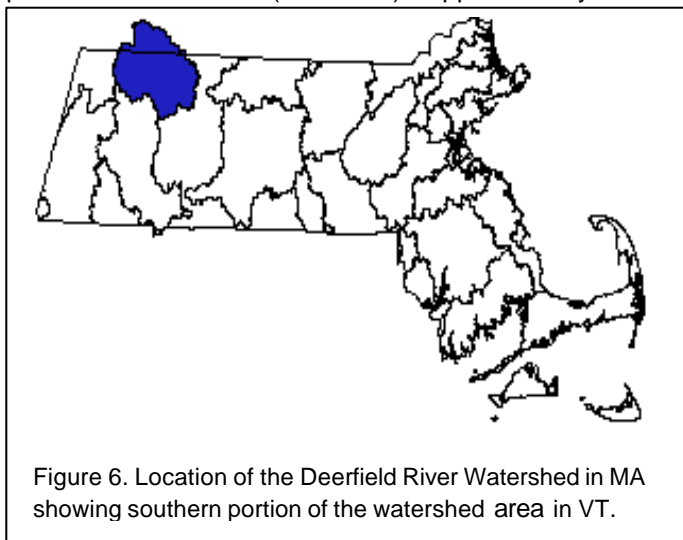 Figure 6. Location of the Deerfield River Watershed in MA
showing southern portion of the watershed area in VT.